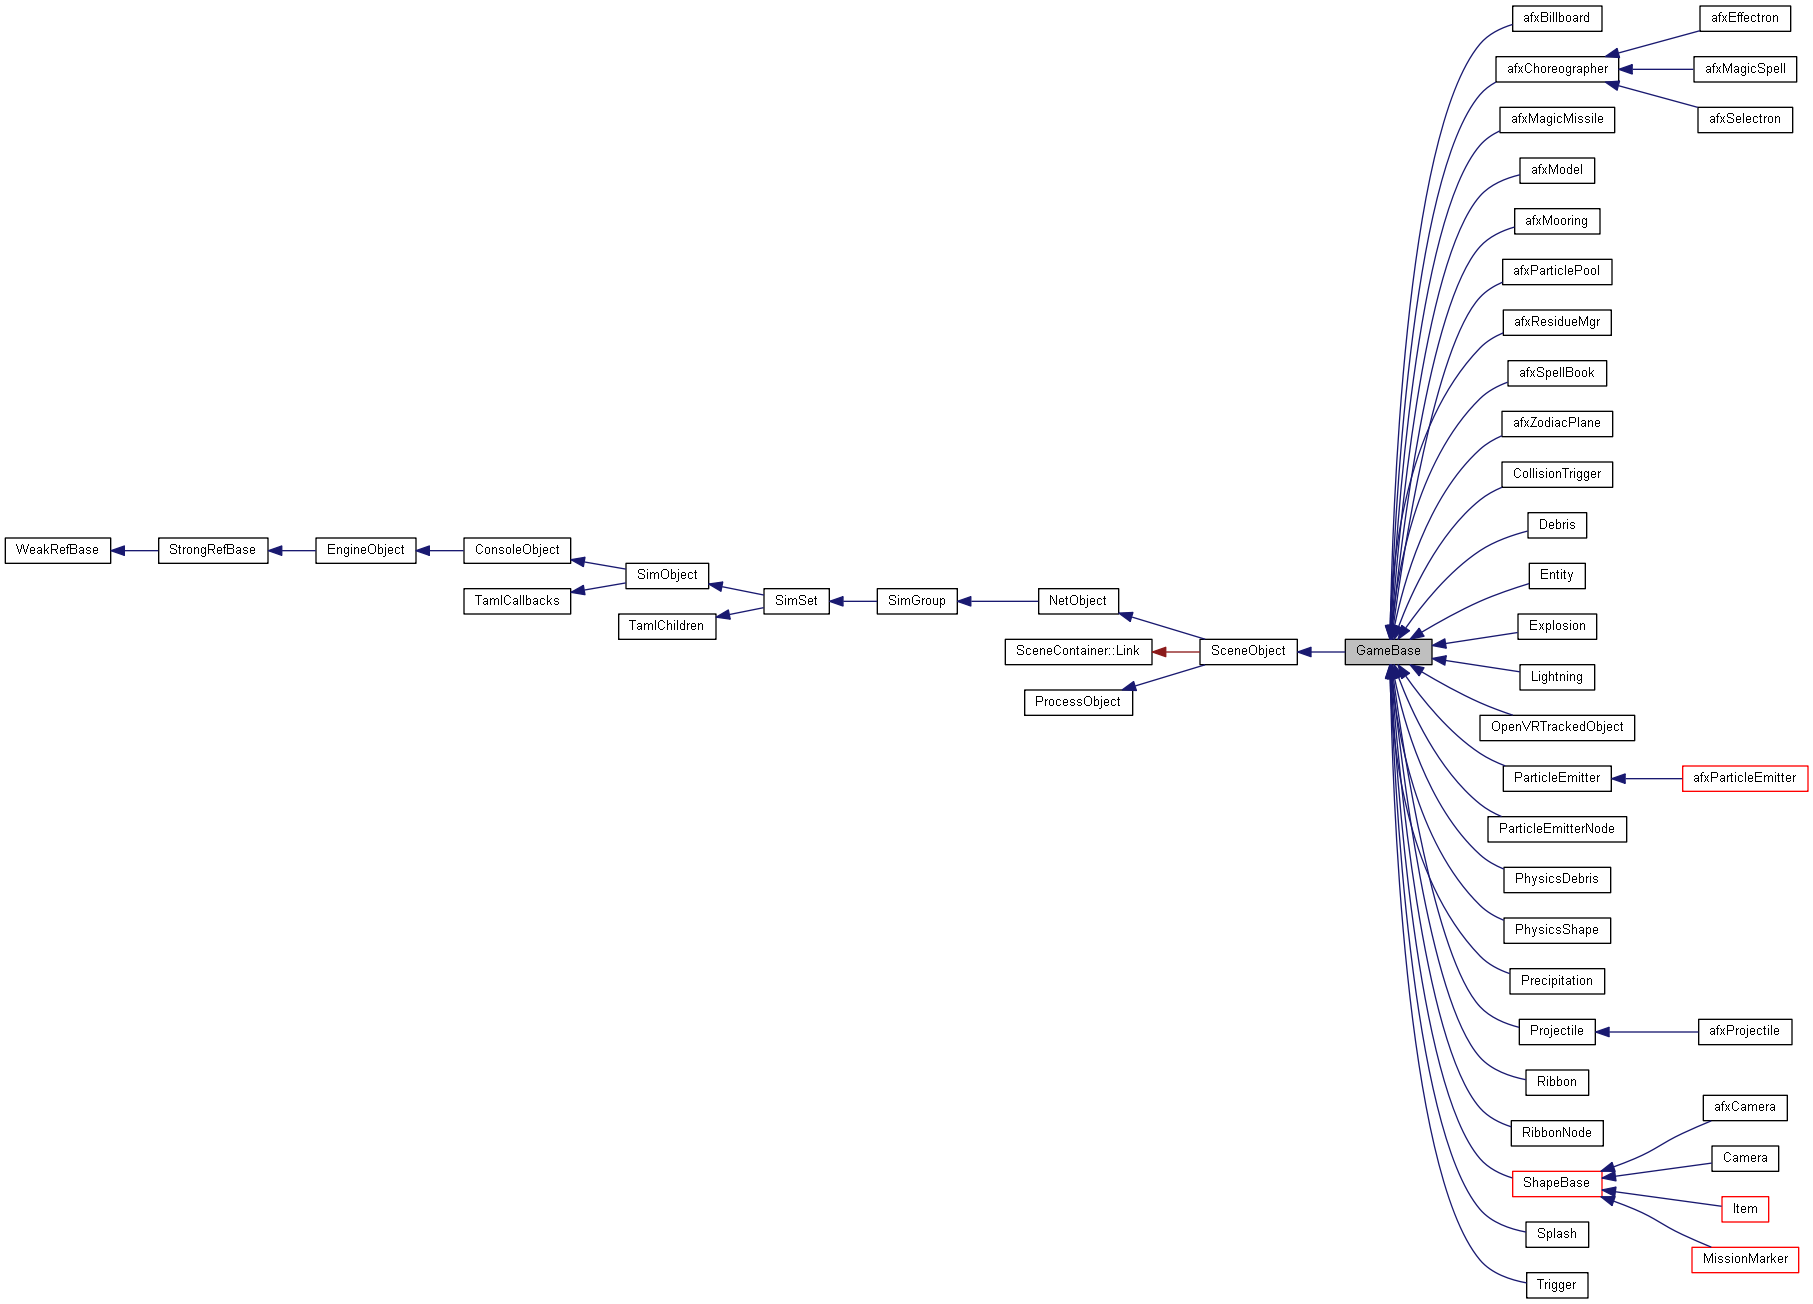 WeakRefBase
StrongRefBase
EngineObject
ConsoleObject
TamlCallbacks
SimObject
TamlChildren
SimSet
SimGroup
NetObject
SceneContainer::Link
ProcessObject
SceneObject
GameBase
afxBillboard
afxChoreographer
afxEffectron
afxMagicSpell
afxSelectron
afxMagicMissile
afxModel
afxMooring
afxParticlePool
afxResidueMgr
afxSpellBook
afxZodiacPlane
CollisionTrigger
Debris
Entity
Explosion
Lightning
OpenVRTrackedObject
ParticleEmitter
afxParticleEmitter
ParticleEmitterNode
PhysicsDebris
PhysicsShape
Precipitation
Projectile
afxProjectile
Ribbon
RibbonNode
ShapeBase
afxCamera
Camera
Item
MissionMarker
Splash
Trigger